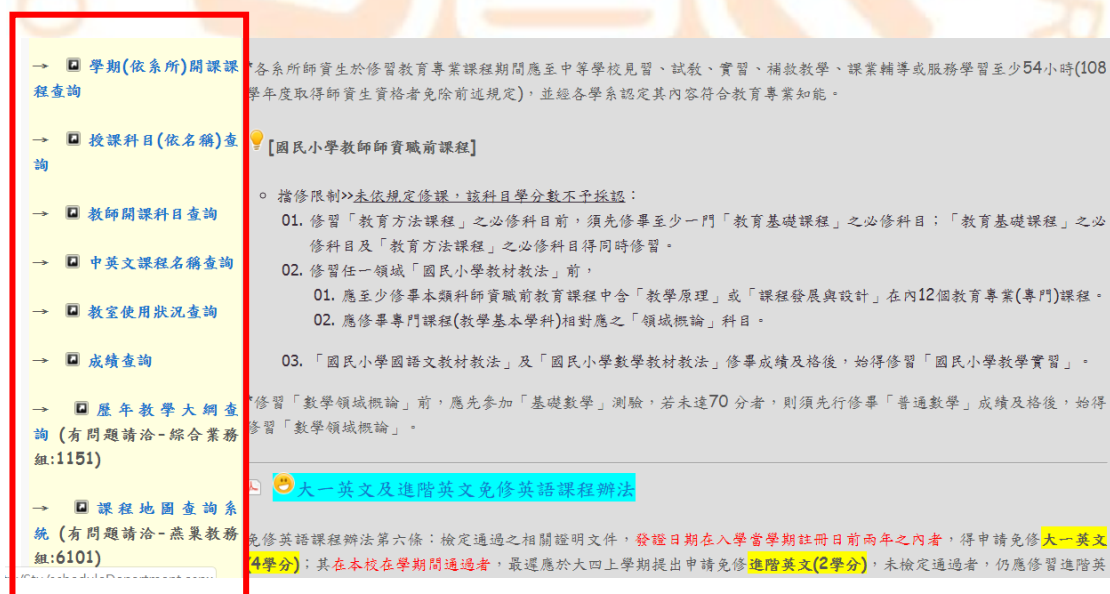 → 學期(依系所)開課課
程查詢
→ 授課科目(依名稱)查
詢
→ 教師開課科目查詢
→ 中英文課程名稱查詢
→ 教室使用狀況查詢
→ 成績查詢
→ 歷年教學大綱查
詢 (有問題請洽-綜合業務
組:1151)
→ 課程地圖查詢系
統 (有問題請洽-燕巢教務
組:6101)
*各系所師資生於修習教育專業課程期間應至中等學校見習、試教、實習、補救教學、課業輔導或服務學習至少54小時(108
學年度取得師資生資格者免除前述規定)，並經各學系認定其內容符合教育專業知能。
[國民小學教師師資職前課程]
擋修限制>>未依規定修課，該科目學分數不予採認：
01. 修習「教育方法課程」之必修科目前，須先修畢至少一門「教育基礎課程」之必修科目；「教育基礎課程」之必
修科目及「教育方法課程」之必修科目得同時修習。
02. 修習任一領域「國民小學教材教法」前，
01. 應至少修畢本類科師資職前教育課程中含「教學原理」或「課程發展與設計」在內12個教育專業(專門)課程。
02. 應修畢專門課程(教學基本學科)相對應之「領域概論」科目。
03. 「國民小學國語文教材教法」及「國民小學數學教材教法」修畢成績及格後，始得修習「國民小學教學實習」。
*修習「數學領域概論」前，應先參加「基礎數學」測驗，若未達70 分者，則須先行修畢「普通數學」成績及格後，始得
修習「數學領域概論」。
大一英文及進階英文免修英語課程辦法
免修英語課程辦法第六條：檢定通過之相關證明文件，發證日期在入學當學期註冊日前兩年之內者，得申請免修大一英文
(4學分)；其在本校在學期間通過者，最遲應於大四上學期提出申請免修進階英文(2學分)，未檢定通過者，仍應修習進階英